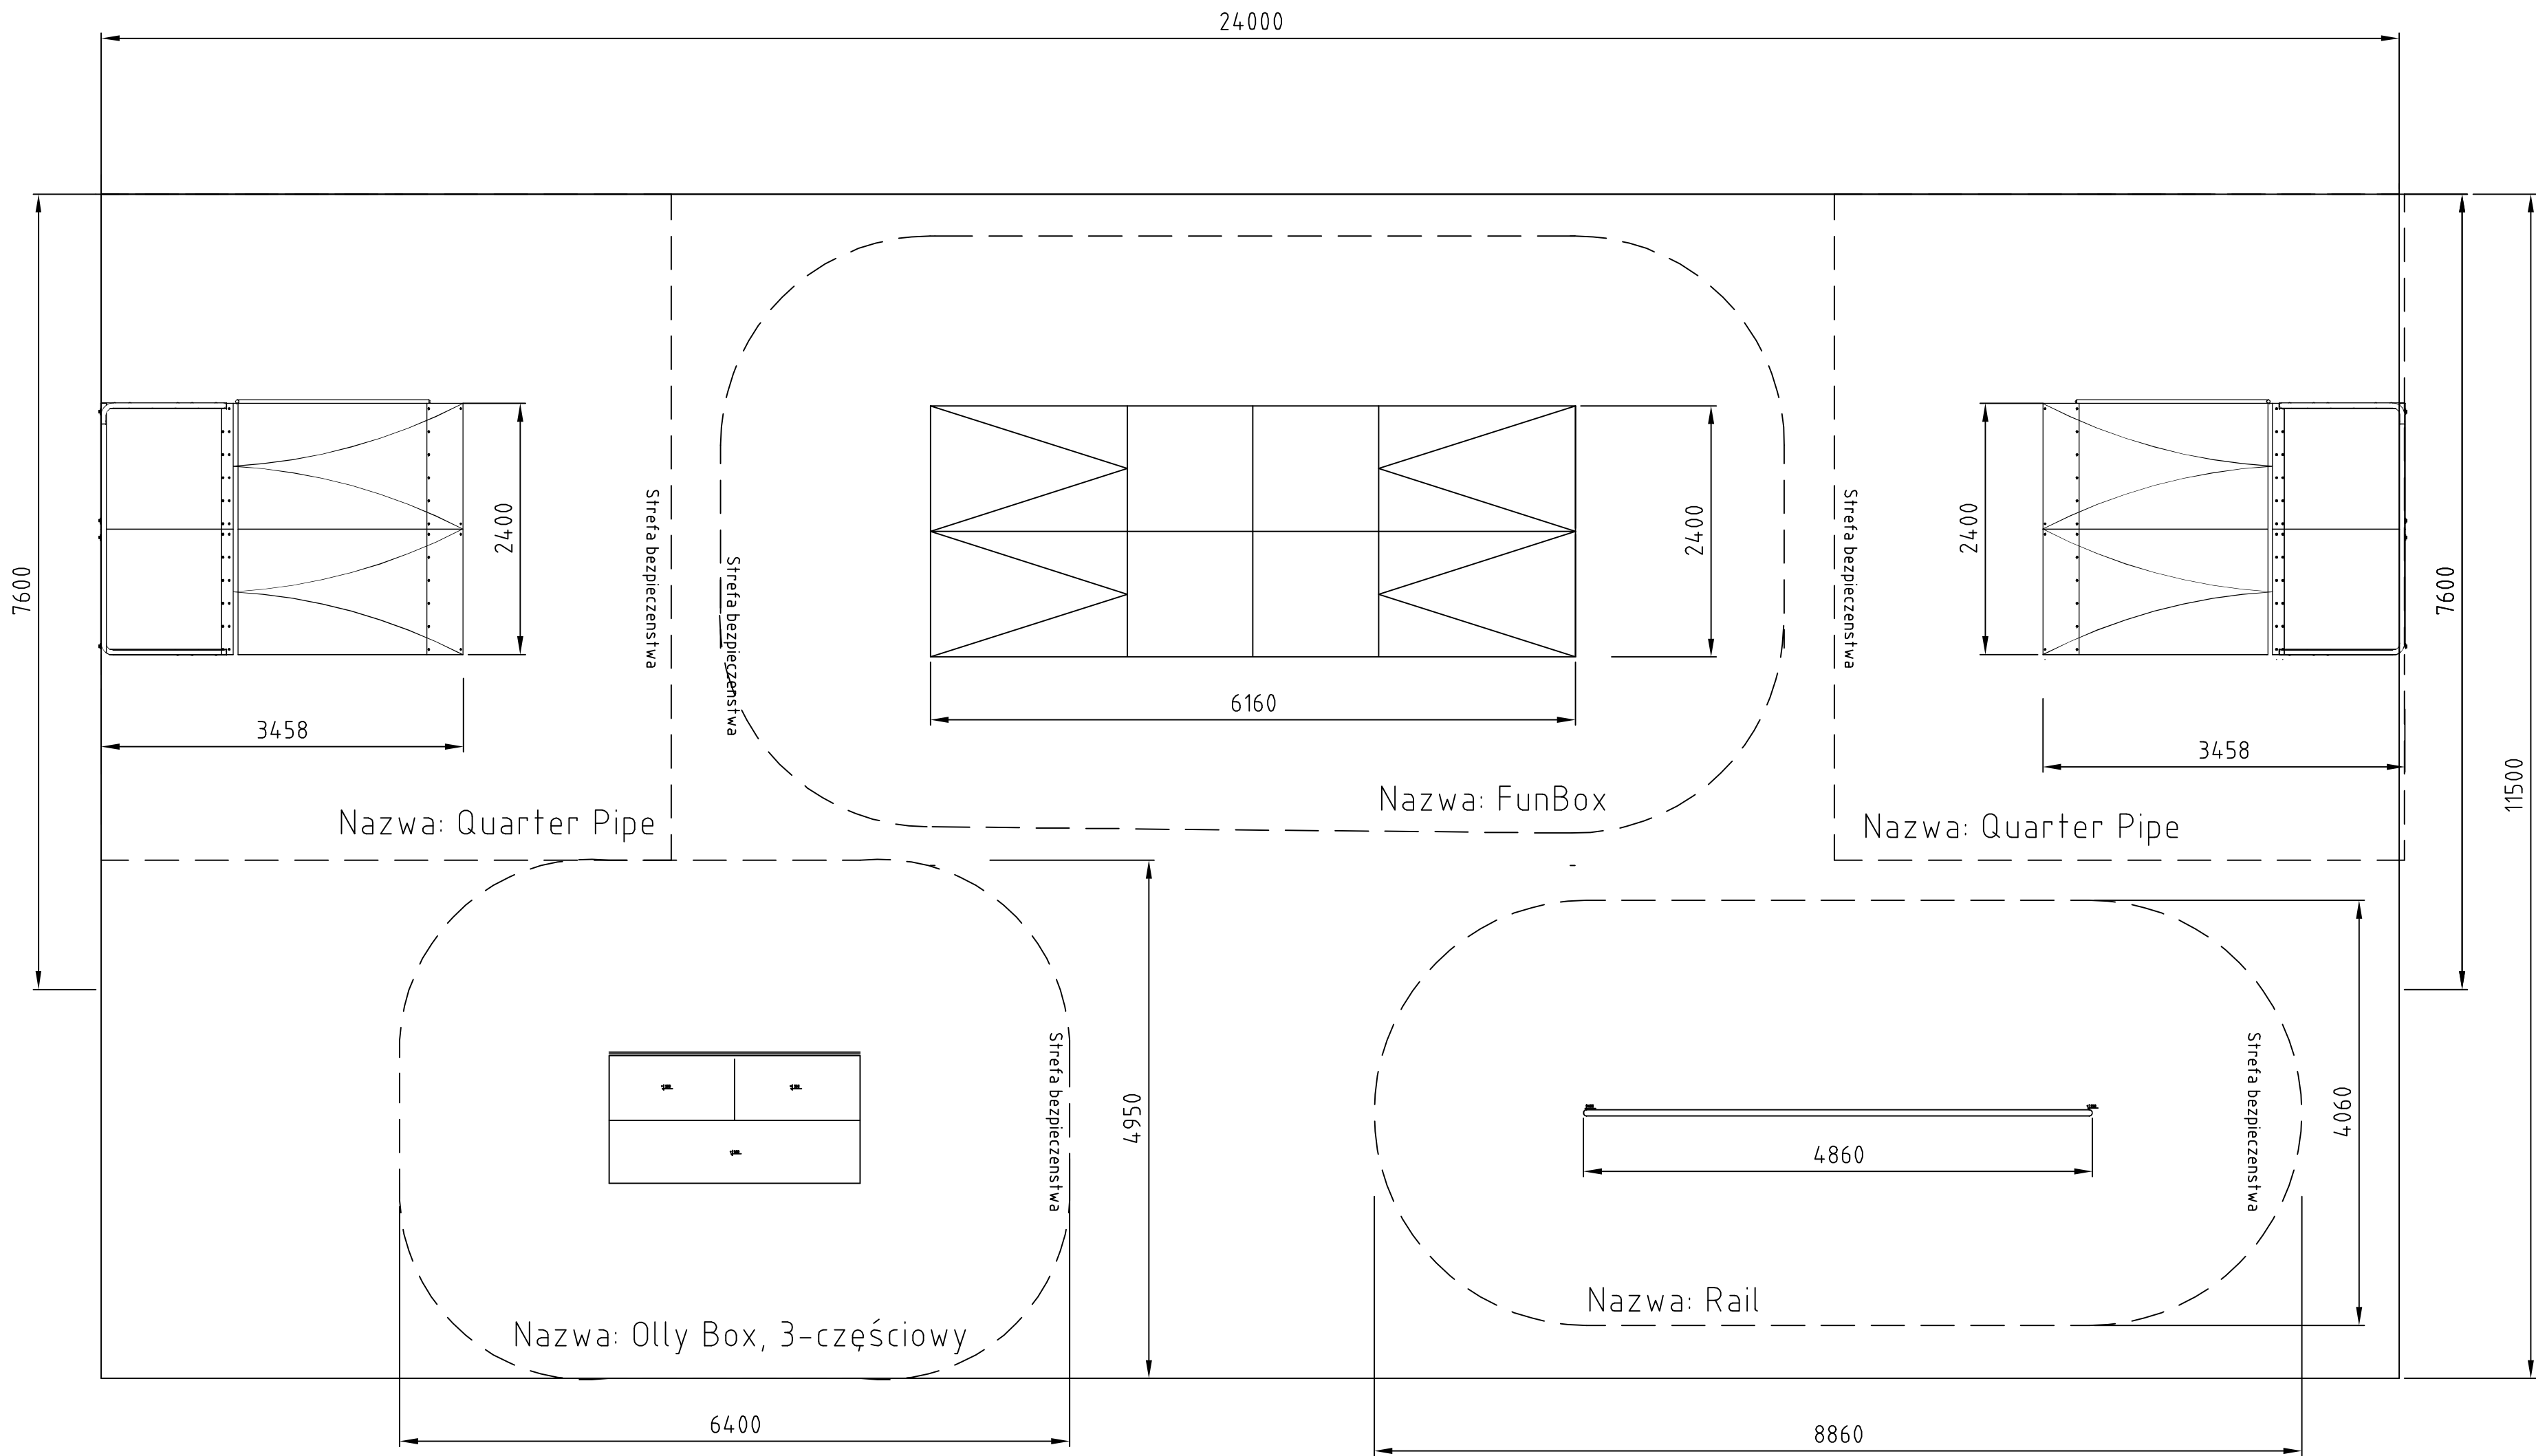 24000
7600
2400
3458
Strefa bezpieczenstwa
Nazwa: Quarter Pipe
Strefa bezpieczenstwa
2400
6160
Nazwa: FunBox
Strefa bezpieczenstwa
2400
3458
Nazwa: Quarter Pipe
7600
11500
Strefa bezpieczenstwa
4950
Nazwa: Olly Box, 3-częściowy
6400
4860
Strefa bezpieczenstwa
4060
Nazwa: Rail
8860